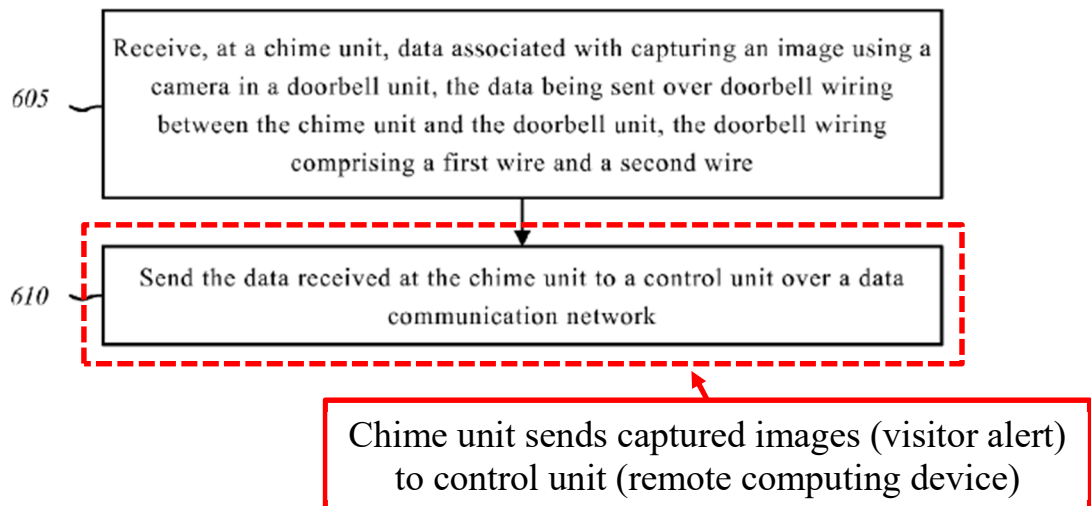 Receive, at a chime unit, data associated with capturing an image using a
605
camera in a doorbell unit, the data being sent over doorbell wiring
between the chime unit and the doorbell unit, the doorbell wiring
comprising a first wire and a second wire
Send the data received at the chime unit to a control unit over a data
610
communication network
Chime unit sends captured images (visitor alert)
to control unit (remote computing device)